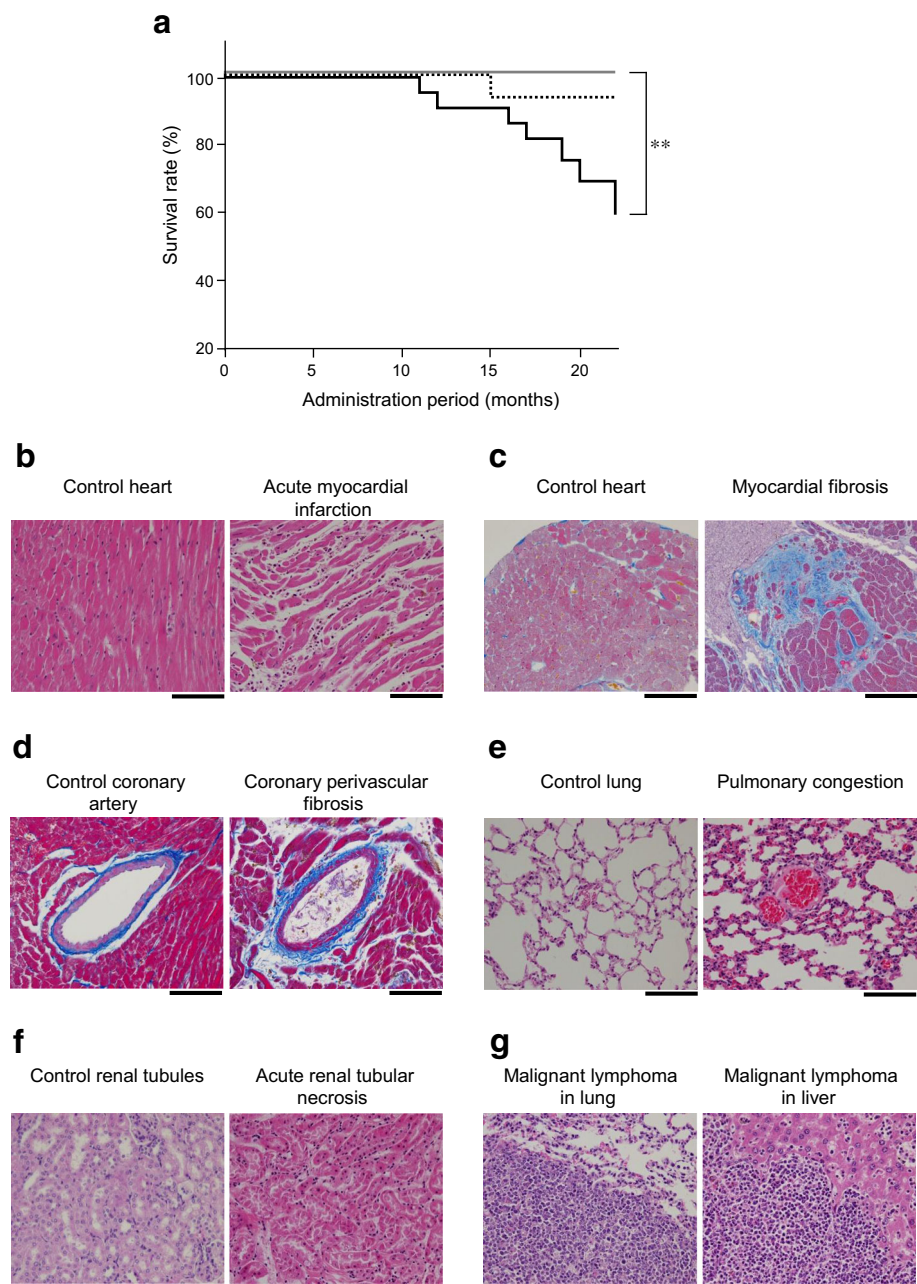 a
100
80
60
40
20
Survival rate (%)
**
0
5
10
15
20
Administration period (months)
b
Control heart
Acute myocardial
infarction
c
Control heart
Myocardial fibrosis
d
Control coronary
artery
Coronary perivascular
fibrosis
e
Control lung
Pulmonary congestion
f
Control renal tubules
Acute renal tubular
necrosis
g
Malignant lymphoma
in lung
Malignant lymphoma
in liver